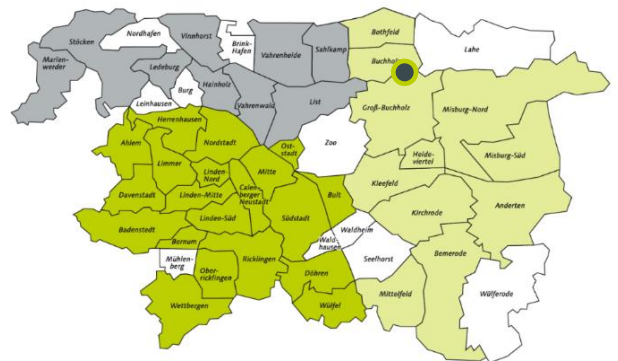 Bothfeld
Nordhafen
Stöcken
Vinnhorst
Brink-
Hafen
Lahe
Marien-
werder
Vahrenheide
Sahlkamp
Buchholz
Ledeburg
Burg
Hainholz
Leinhausen
Vahrenwald
List
Groß-Buchholz
Misburg-Nord
Herrenhausen
Nordstadt
Ahlem
Ost-
stadt
Zoo
Heide-
viertel
Misburg-Süd
Limmer
Linden-
Nord
Mitte
Kleefeld
Davenstadt
Linden-Mitte
Calen-
berger
Neustadt
Bult
Anderten
Badenstedt
Linden-Süd
Südstadt
Kirchrode
Waldheim
Bornum
Wald-
hausen
Mühlen-
berg
Ricklingen
Seelhorst
Bemerode
Ober-
ricklingen
Döhren
Mittelfeld
Wülferode
Wettbergen
Wülfel